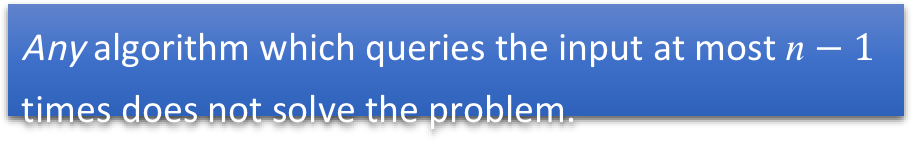 Any algorithm which queries the input at most n − 1
times does not solve the problem.